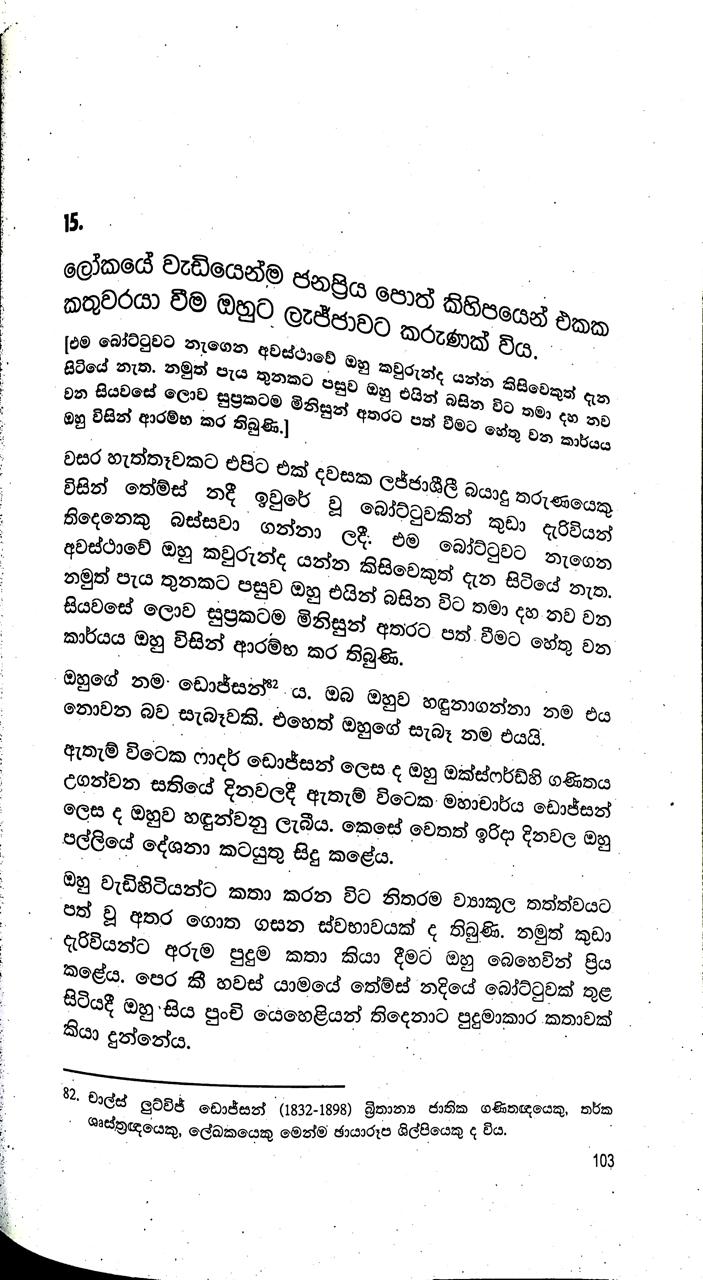 15.
ලෝකයේ වැඩියෙන්ම ජනප්‍රිය පොත් කිහිපයෙන් එකක
කතුවරයා වීම ඔහුට ලැජ්ජාවට කරුණක් විය.
[එම බෝට්ටුවට නැගෙන අවස්ථාවේ ඔහු කවුරුන්ද යන්න කිසිවෙකුත් දැන
සිටියේ නැත. නමුත් පැය තුනකට පසුව ඔහු එයින් බසින විට තමා දහ නව
වන සියවසේ ලොව සුප්‍රකටම මිනිසුන් අතරට පත් වීමට හේතු වන කාර්යය
ඔහු විසින් ආරම්භ කර තිබුණි.]
වසර හැත්තෑවකට එපිට එක් දවසක ලජ්ජාශීලී බයාදු තරුණයෙකු
විසින් තේම්ස් නදී ඉවුරේ වූ බෝට්ටුවකින් කුඩා දැරිවියන්
තිදෙනෙකු බස්සවා ගන්නා ලදී. එම බෝට්ටුවට නැගෙන
අවස්ථාවේ ඔහු කවුරුන්ද යන්න කිසිවෙකුත් දැන සිටියේ නැත.
නමුත් පැය තුනකට පසුව ඔහු එයින් බසින විට තමා දහ නව වන
සියවසේ ලොව සුප්‍රකටම මිනිසුන් අතරට පත් වීමට හේතු වන
කාර්යය ඔහු විසින් ආරම්භ කර තිබුණි.
ඔහුගේ නම ඩොජ්සන්⁸² ය. ඔබ ඔහුව හඳුනාගන්නා නම එය
නොවන බව සැබෑවකි. එහෙත් ඔහුගේ සැබෑ නම එයයි.
ඇතැම් විටෙක ෆාදර් ඩොජ්සන් ලෙස ද ඔහු ඔක්ස්ෆර්ඩ්හි ගණිතය
උගන්වන සතියේ දිනවලදී ඇතැම් විටෙක මහාචාර්ය ඩොජ්සන්
ලෙස ද ඔහුව හඳුන්වනු ලැබීය. කෙසේ වෙතත් ඉරිදා දිනවල ඔහු
පල්ලියේ දේශනා කටයුතු සිදු කළේය.
ඔහු වැඩිහිටියන්ට කතා කරන විට නිතරම ව්‍යාකූල තත්ත්වයට
පත් වූ අතර ගොත ගසන ස්වභාවයක් ද තිබුණි. නමුත් කුඩා
දැරිවියන්ට අරුම පුදුම කතා කියා දීමට ඔහු බෙහෙවින් ප්‍රිය
කළේය. පෙර කී හවස් යාමයේ තේම්ස් නදියේ බෝට්ටුවක් තුළ
සිටියදී ඔහු සිය පුංචි යෙහෙළියන් තිදෙනාට පුදුමාකාර කතාවක්
කියා දුන්නේය.
82. චාල්ස් ලුට්විජ් ඩොජ්සන් (1832-1898) බ්‍රිතාන්‍ය ජාතික ගණිතඥයෙකු, තර්ක
ශෘස්ත්‍රඥයෙකු, ලේඛකයෙකු මෙන්ම ඡායාරූප ශිල්පියෙකු ද විය.
103